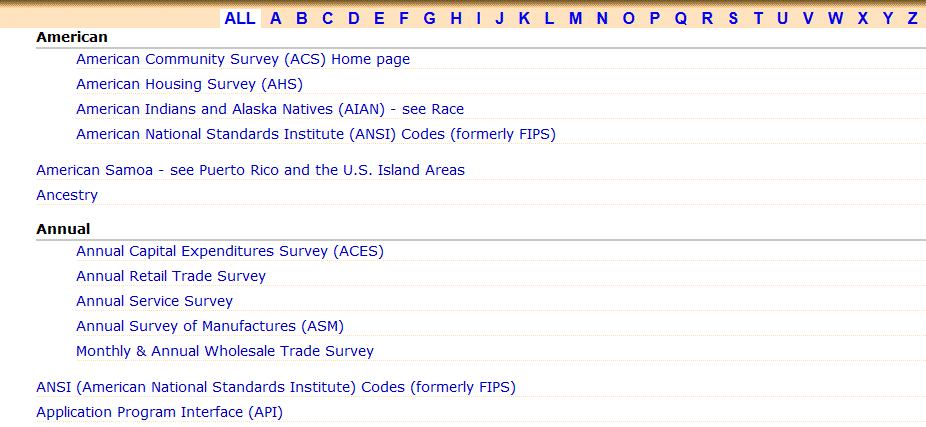 ALL A B C D E F G H I J K L M N O P Q R S T U V W X Y Z
American
American Community Survey (ACS) Home page
American Housing Survey (AHS)
American Indians and Alaska Natives (AIAN) - see Race
American National Standards Institute (ANSI) Codes (formerly FIPS)
American Samoa - see Puerto Rico and the U.S. Island Areas
Ancestry
Annual
Annual Capital Expenditures Survey (ACES)
Annual Retail Trade Survey
Annual Service Survey
Annual Survey of Manufactures (ASM)
Monthly & Annual Wholesale Trade Survey
ANSI (American National Standards Institute) Codes (formerly FIPS)
Application Program Interface (API)